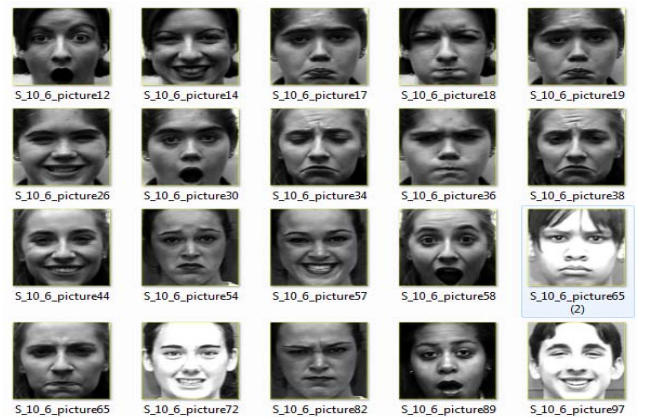 S_10_6_picture12 S_10_6_picture14 S_10_6_picture17 S_10_6_picture18 S_10_6_picture19
S_10_6_picture26 S_10_6_picture30 S_10_6_picture34 S_10_6_picture36 S_10_6_picture38
S_10_6_picture44 S_10_6_picture54 S_10_6_picture57 S_10_6_picture58 S_10_6_picture65
(2)
S_10_6_picture65 S_10_6_picture72 S_10_6_picture82 S_10_6_picture89 S_10_6_picture97